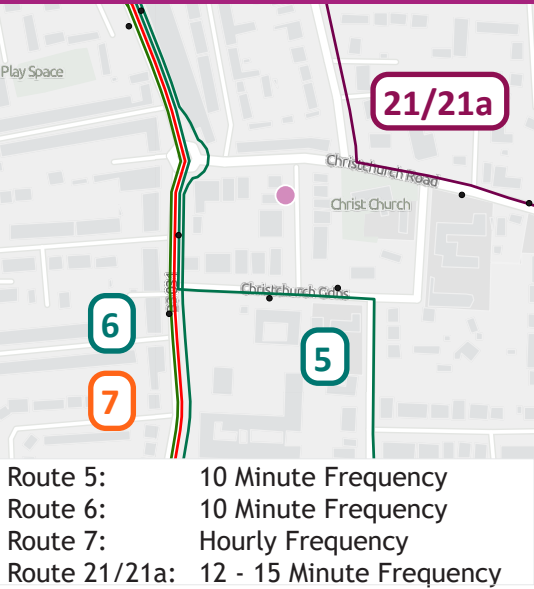 Play Space
21/21a
Christchurch Road
Christ Church
Christchurch Gdns
6
5
7
Route 5: 10 Minute Frequency
Route 6: 10 Minute Frequency
Route 7: Hourly Frequency
Route 21/21a: 12 - 15 Minute Frequency